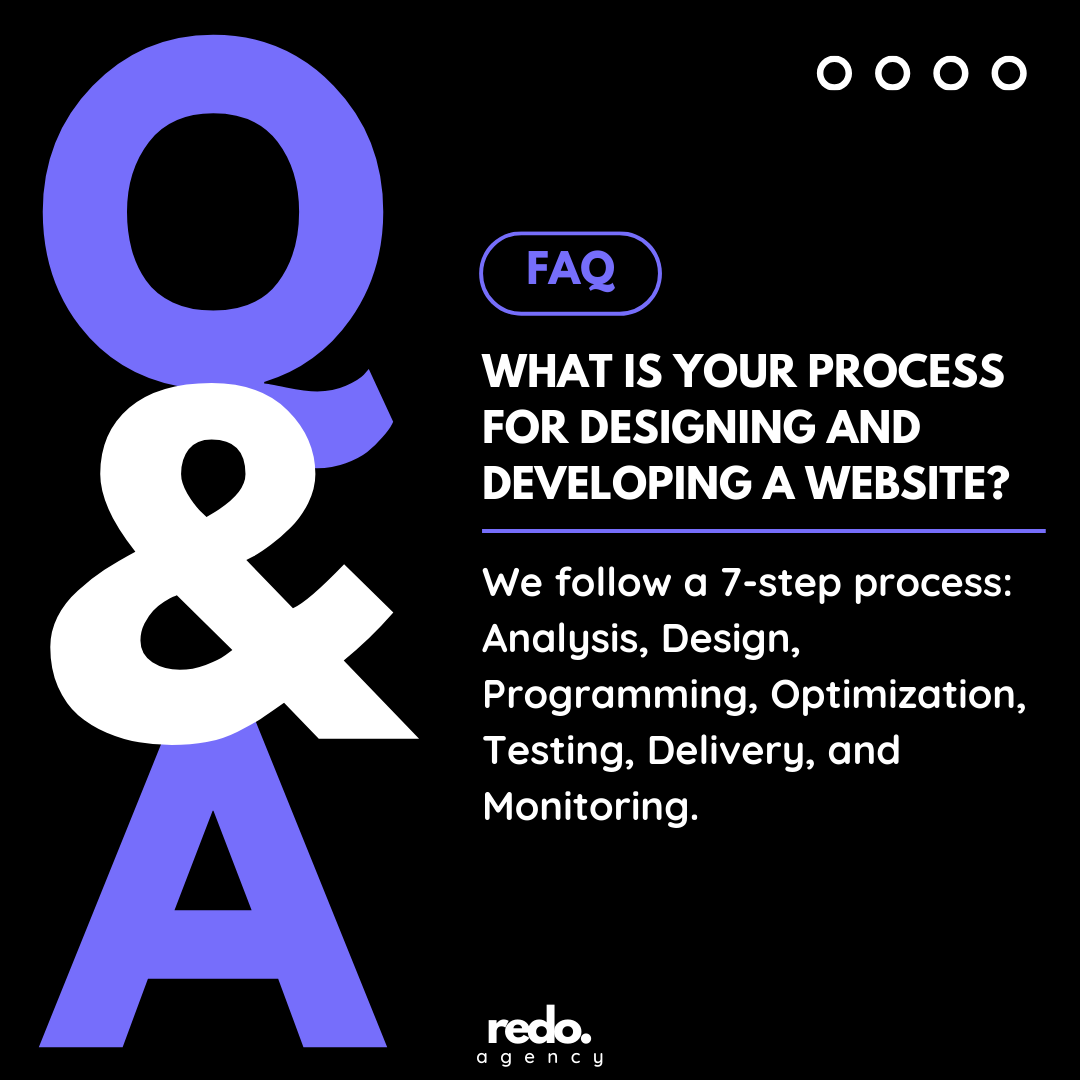 Q
&
A
FAQ
WHAT IS YOUR PROCESS
FOR DESIGNING AND
DEVELOPING A WEBSITE?
We follow a 7-step process:
Analysis, Design,
Programming, Optimization,
Testing, Delivery, and
Monitoring.
redo.
agency